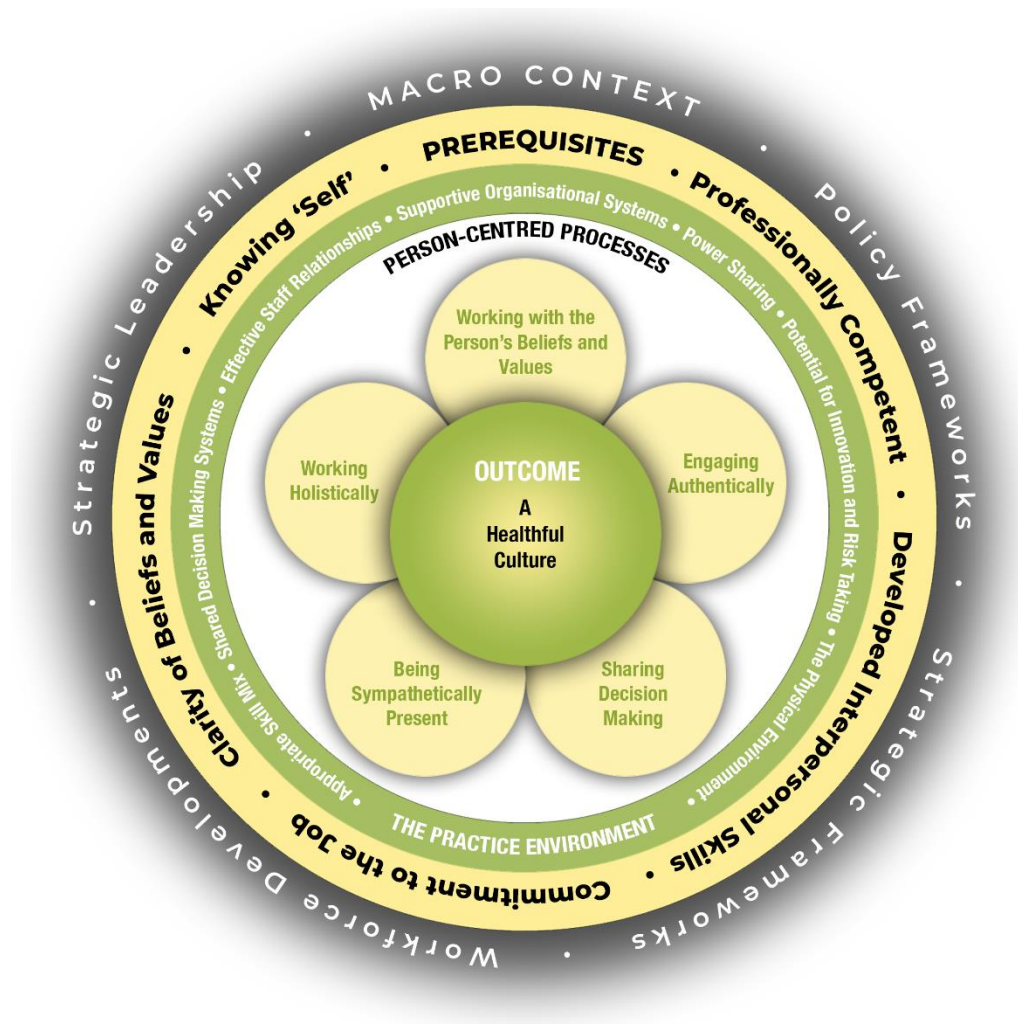 MACRO CONTEXT
•
Policy Frameworks
•
Strategic Frameworks
•
Workforce Developments
•
Strategic Leadership
•
PREREQUISITES
•
Professionally Competent
•
Developed Interpersonal Skills
•
Commitment to the Job
•
Clarity of Beliefs and Values
•
Knowing ‘Self’
•
THE PRACTICE ENVIRONMENT
• Appropriate Skill Mix • Shared Decision Making Systems • Effective Staff Relationships • Supportive Organisational Systems • Power Sharing • Potential for Innovation and Risk Taking • The Physical Environment •
PERSON-CENTRED PROCESSES
Working with the
Person’s Beliefs and
Values
Engaging
Authentically
Sharing
Decision
Making
Being
Sympathetically
Present
Working
Holistically
OUTCOME
A
Healthful
Culture